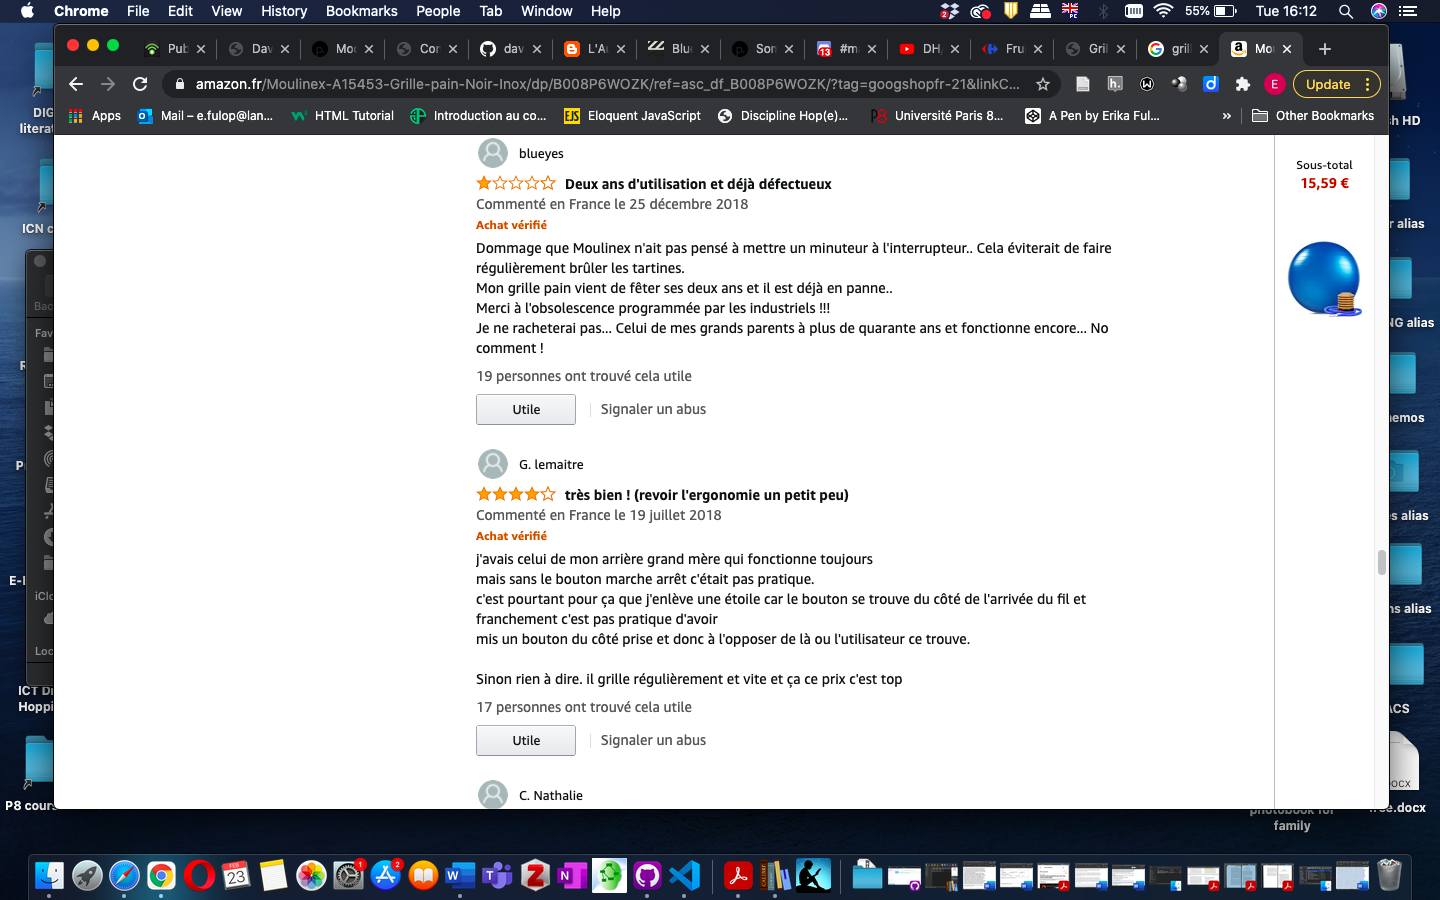 Chrome File Edit View History Bookmarks People Tab Window Help 55% Tue 16:12
Pub Dav Moo Cor dav L'Au Blu Son #ma DH, Fru Gril gril Mou
amazon.fr/Moulinex-A15453-Grille-pain-Noir-Inox/dp/B008P6WOZK/ref=asc_df_B008P6WOZK/?tag=googshopfr-21&linkC... Update
Apps Mail – e.fulop@lan... HTML Tutorial Introduction au co... Eloquent JavaScript Discipline Hop(e)... Université Paris 8... A Pen by Erika Ful... » Other Bookmarks
blueyes
Deux ans d'utilisation et déjà défectueux
Commenté en France le 25 décembre 2018
Achat vérifié
Dommage que Moulinex n'ait pas pensé à mettre un minuteur à l'interrupteur.. Cela éviterait de faire
régulièrement brûler les tartines.
Mon grille pain vient de fêter ses deux ans et il est déjà en panne..
Merci à l'obsolescence programmée par les industriels !!!
Je ne racheterai pas... Celui de mes grands parents à plus de quarante ans et fonctionne encore... No
comment !
19 personnes ont trouvé cela utile
Utile Signaler un abus
G. lemaitre
très bien ! (revoir l'ergonomie un petit peu)
Commenté en France le 19 juillet 2018
Achat vérifié
j'avais celui de mon arrière grand mère qui fonctionne toujours
mais sans le bouton marche arrêt c'était pas pratique.
c'est pourtant pour ça que j'enlève une étoile car le bouton se trouve du côté de l'arrivée du fil et
franchement c'est pas pratique d'avoir
mis un bouton du côté prise et donc à l'opposer de là ou l'utilisateur ce trouve.
Sinon rien à dire. il grille régulièrement et vite et ça ce prix c'est top
17 personnes ont trouvé cela utile
Utile Signaler un abus
C. Nathalie
Sous-total
15,59 €
DIG
litera
ICN c
Bac
Fav
E-I
iClo
Loc
ICT Di
Hoppi
P8 cours
sh HD
r alias
NG alias
emos
s alias
ns alias
ACS
OCX
free.docx
photobook for
family
FEB
23